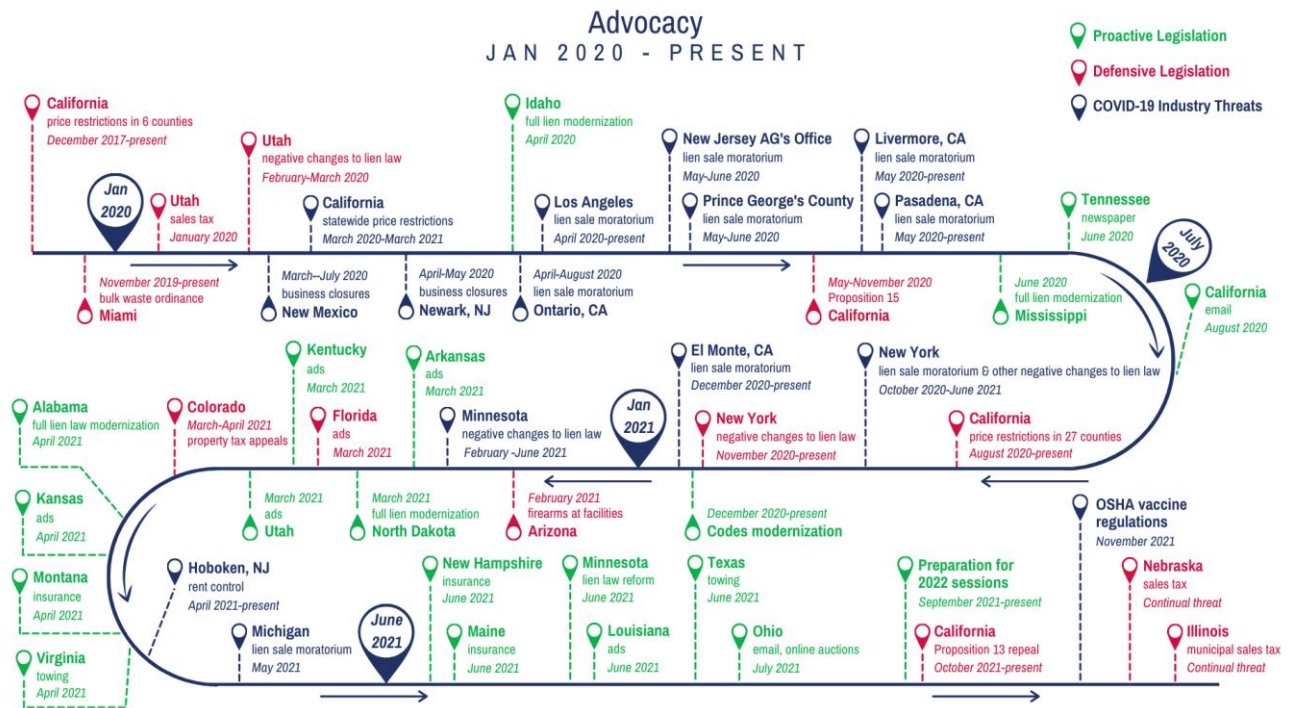 Advocacy
JAN 2020 - PRESENT
Proactive Legislation
Defensive Legislation
COVID-19 Industry Threats
California
price restrictions in 6 counties
December 2017-present
Jan
2020
Miami
November 2019-present
bulk waste ordinance
Utah
sales tax
January 2020
Utah
negative changes to lien law
February-March 2020
March--July 2020
business closures
New Mexico
California
statewide price restrictions
March 2020-March 2021
April-May 2020
business closures
Newark, NJ
Idaho
full lien modernization
April 2020
April-August 2020
lien sale moratorium
Ontario, CA
Los Angeles
lien sale moratorium
April 2020-present
New Jersey AG's Office
lien sale moratorium
May-June 2020
Prince George's County
lien sale moratorium
May-June 2020
May-November 2020
Proposition 15
California
Livermore, CA
lien sale moratorium
May 2020-present
Pasadena, CA
lien sale moratorium
May 2020-present
June 2020
full lien modernization
Mississippi
Tennessee
newspaper
June 2020
July
2020
California
email
August 2020
California
price restrictions in 27 counties
August 2020-present
New York
lien sale moratorium & other negative changes to lien law
October 2020-June 2021
New York
negative changes to lien law
November 2020-present
December 2020-present
Codes modernization
El Monte, CA
lien sale moratorium
December 2020-present
Jan
2021
February 2021
firearms at facilities
Arizona
Minnesota
negative changes to lien law
February -June 2021
Arkansas
ads
March 2021
March 2021
full lien modernization
North Dakota
Florida
ads
March 2021
Kentucky
ads
March 2021
March 2021
ads
Utah
Colorado
March-April 2021
property tax appeals
Alabama
full lien law modernization
April 2021
Kansas
ads
April 2021
Montana
insurance
April 2021
Virginia
towing
April 2021
Hoboken, NJ
rent control
April 2021-present
Michigan
lien sale moratorium
May 2021
June
2021
New Hampshire
insurance
June 2021
Maine
insurance
June 2021
Minnesota
lien law reform
June 2021
Louisiana
ads
June 2021
Texas
towing
June 2021
Ohio
email, online auctions
July 2021
Preparation for
2022 sessions
September 2021-present
California
Proposition 13 repeal
October 2021-present
OSHA vaccine
regulations
November 2021
Nebraska
sales tax
Continual threat
Illinois
municipal sales tax
Continual threat